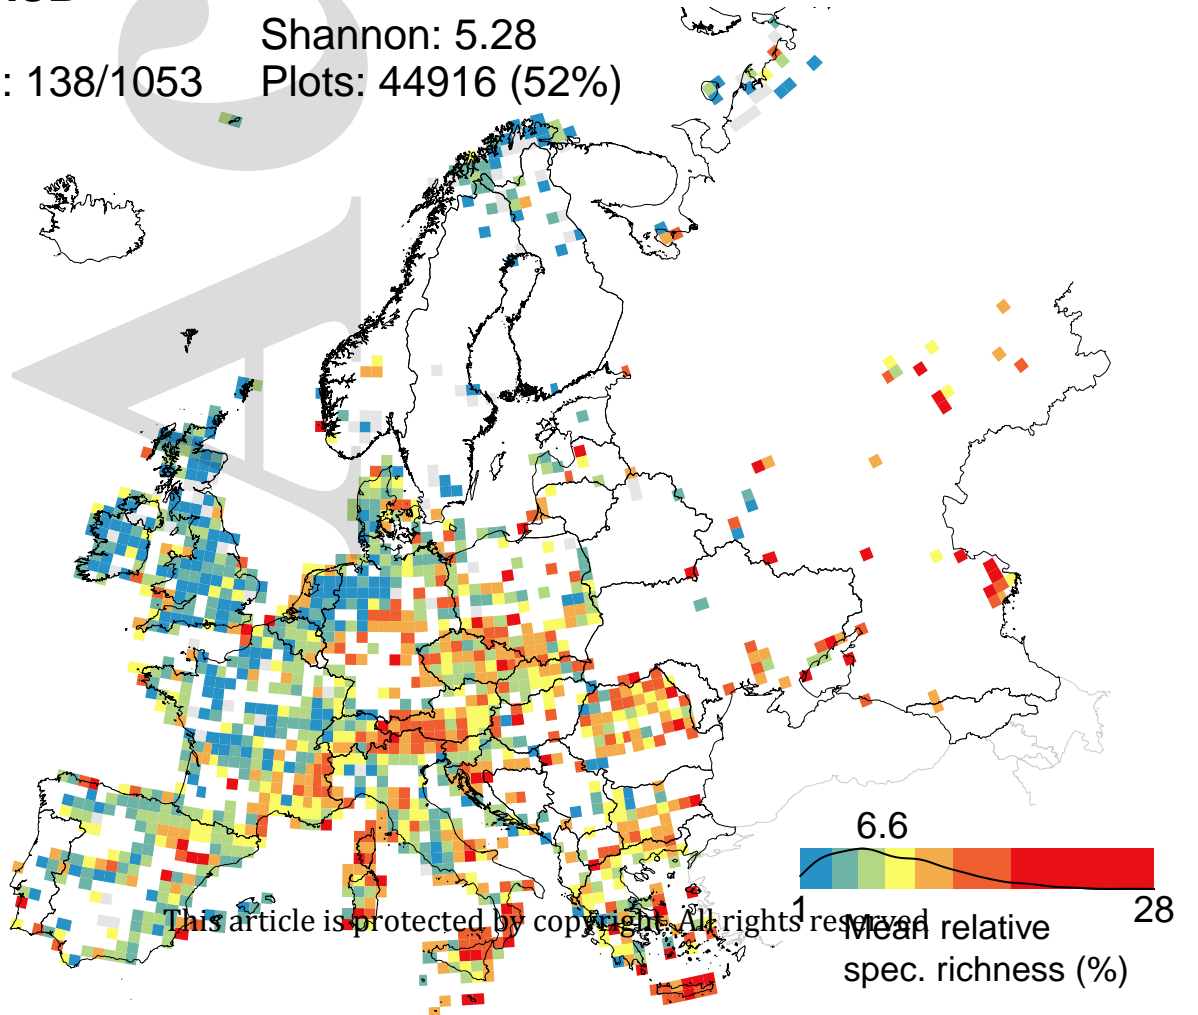 Shannon: 5.28
: 138/1053 Plots: 44916 (52%)
6.6
1 28
This article is protected by copyright. All rights reserved
Mean relative
spec. richness (%)